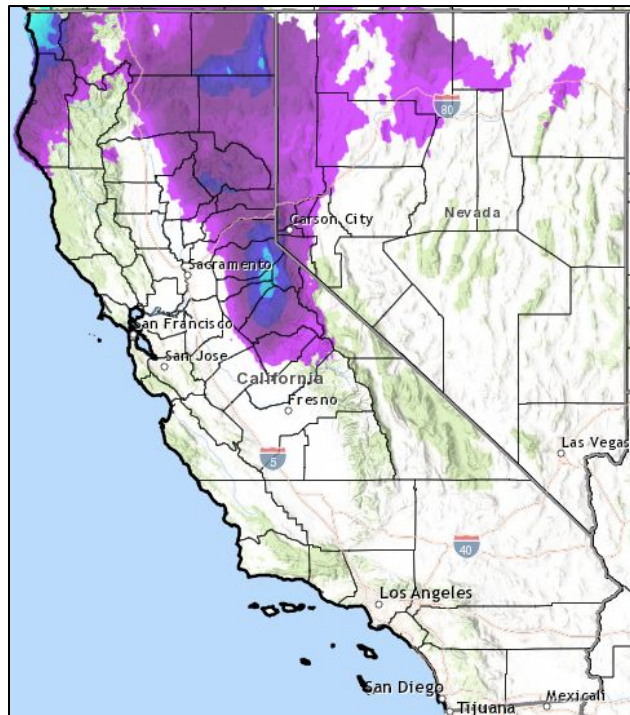 80
Nevada
Carson City
Sacramento
San Francisco
San Jose
California
Fresno
Las Vegas
5
40
Los Angeles
San Diego
Tijuana
Mexicali